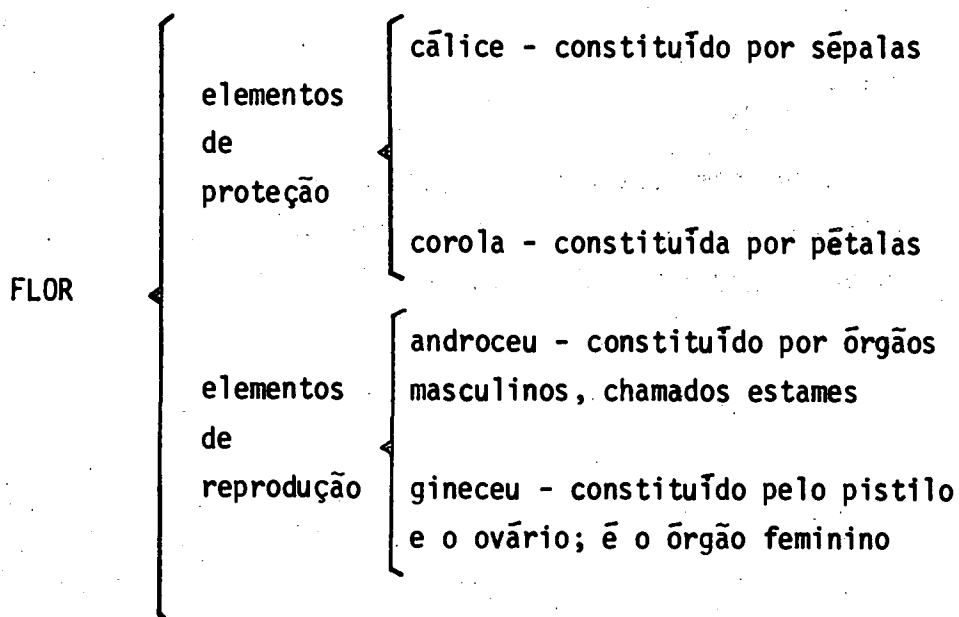 FLOR
elementos
de
proteção
cálice - constituído por sépalas
corola - constituída por pétalas
elementos
de
reprodução
androceu - constituído por órgãos
masculinos, chamados estames
gineceu - constituído pelo pistilo
e o ovário; é o órgão feminino